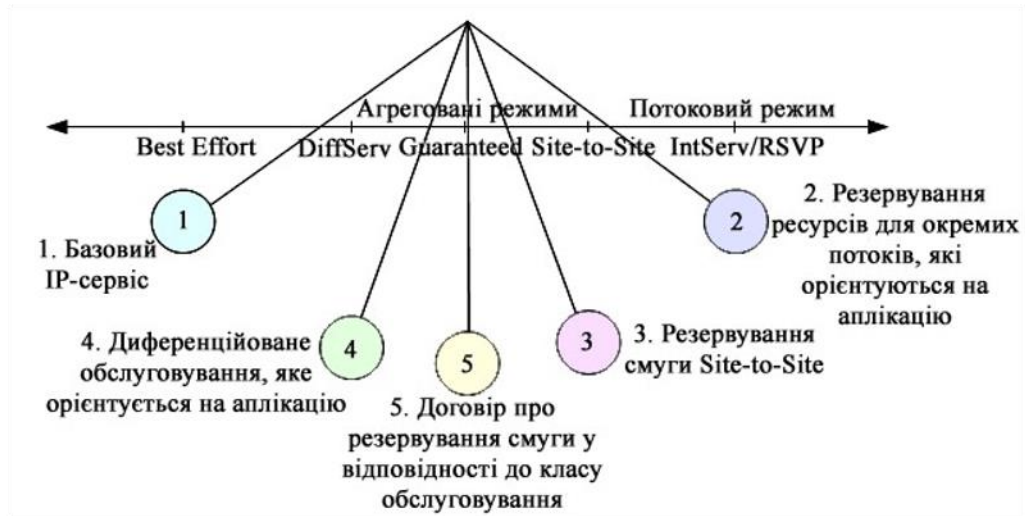 Агреговані режими
Потоковий режим
Best Effort
DiffServ
Guaranteed
Site-to-Site
IntServ/RSVP
1
1. Базовий
IP-сервіс
2
2. Резервування
ресурсів для окремих
потоків, які
орієнтуються на
аплікацію
4
4. Диференційоване
обслуговування, яке
орієнтується на аплікацію
5
5. Договір про
резервування смуги у
відповідності до класу
обслуговування
3
3. Резервування
смуги Site-to-Site